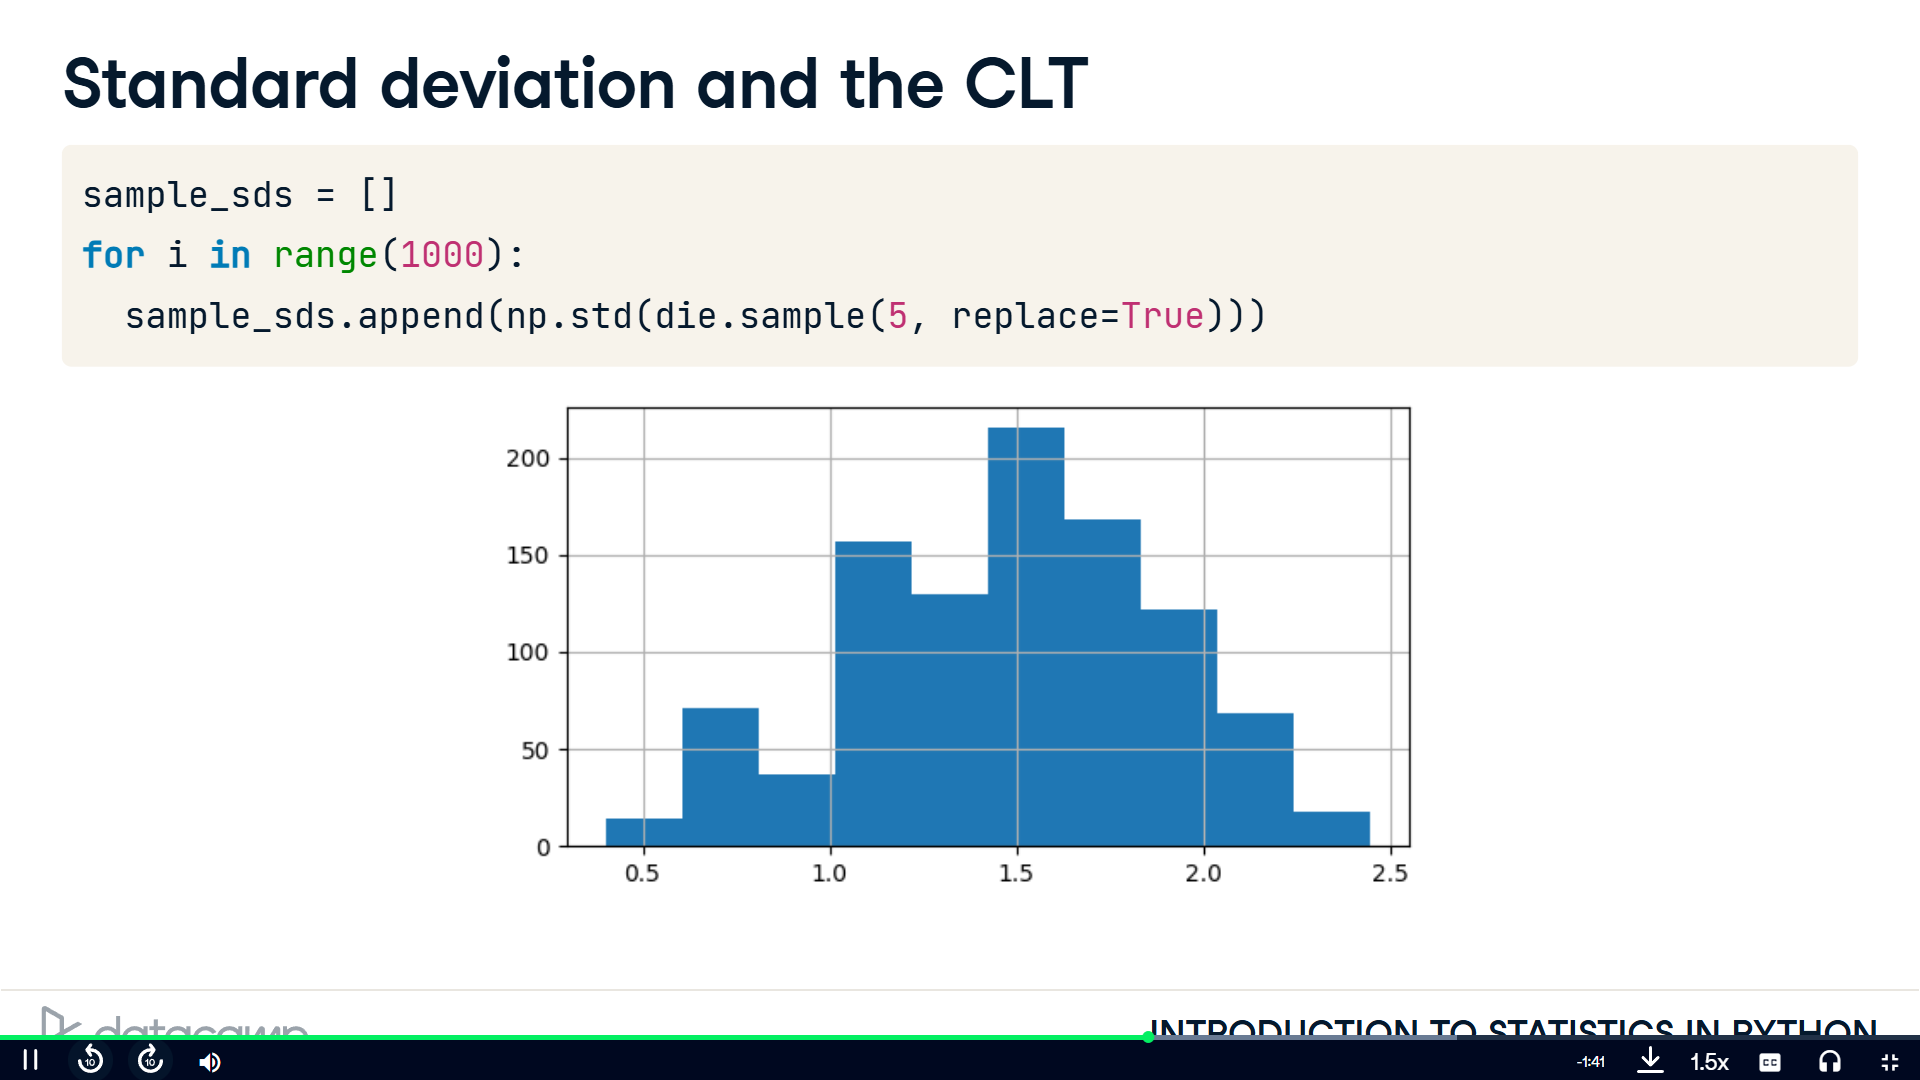 Standard deviation and the CLT
sample_sds = []
for i in range(1000):
sample_sds.append(np.std(die.sample(5, replace=True)))
200
150
100
50
0
0.5 1.0 1.5 2.0 2.5
datacamp
INTRODUCTION TO STATISTICS IN PYTHON
10 10 -1:41 1.5x CC